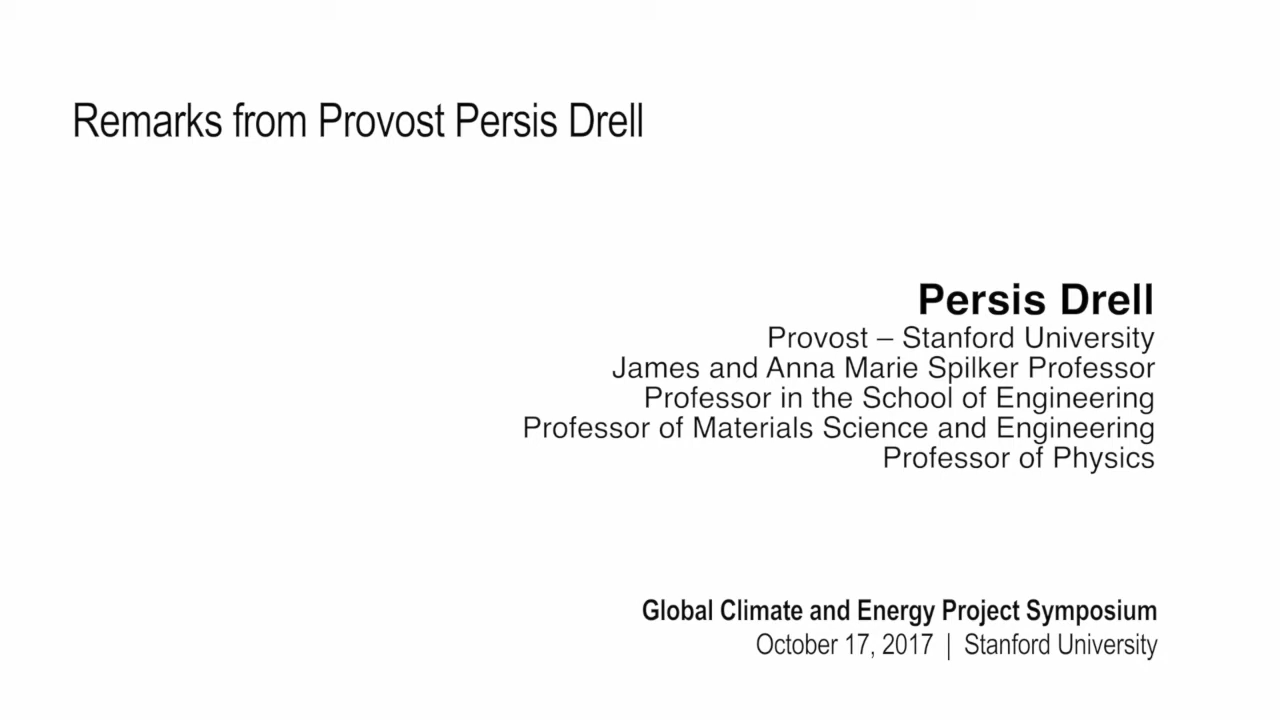 Remarks from Provost Persis Drell
Persis Drell
Provost – Stanford University
James and Anna Marie Spilker Professor
Professor in the School of Engineering
Professor of Materials Science and Engineering
Professor of Physics
Global Climate and Energy Project Symposium
October 17, 2017 | Stanford University